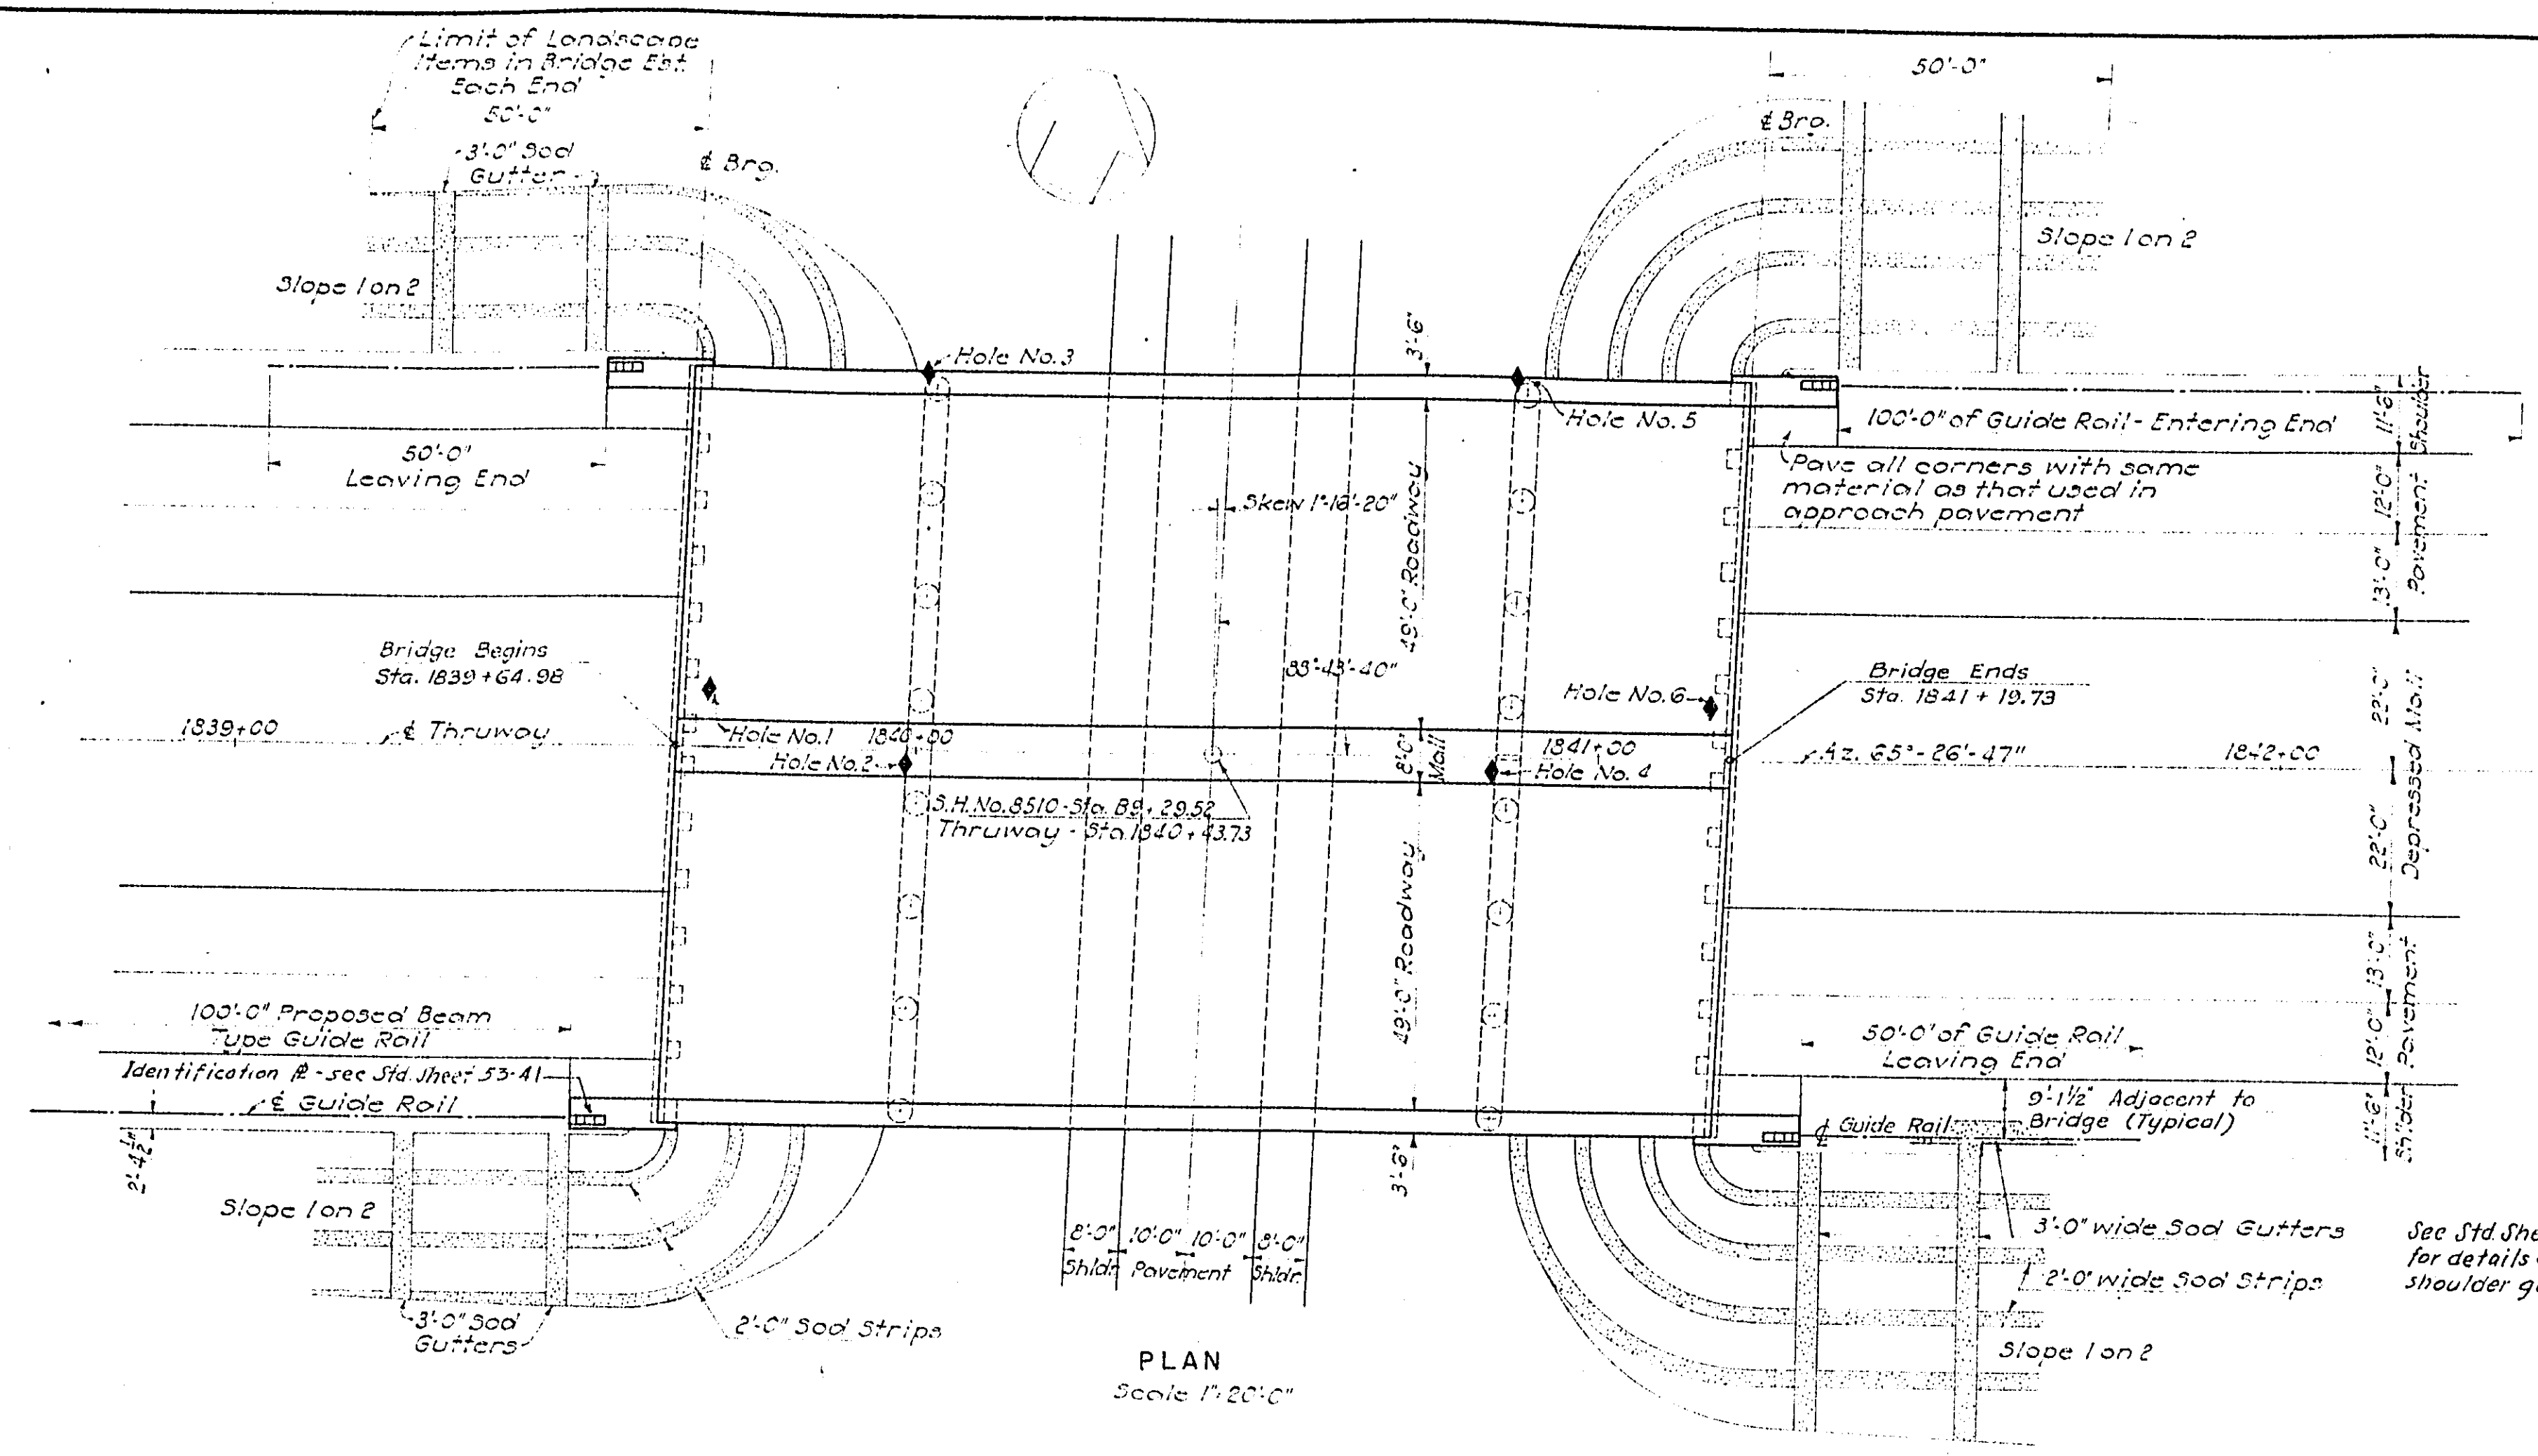 Limit of Landscape
Items in Bridge Est.
Each End
50'-0"
3'-0" Sod
Gutter
₵ Brg.
50'-0"
₵ Brg.
Slope 1 on 2
Slope 1 on 2
Hole No. 3
3'-6"
Hole No. 5
100'-0" of Guide Rail - Entering End
11'-6"
Shoulder
50'-0"
Leaving End
Pave all corners with same
material as that used in
approach pavement
Skew 1°-16'-20"
49'-0" Roadway
12'-0"
13'-0"
Pavement
Bridge Begins
Sta. 1839 + 64.98
88°-43'-40"
Hole No. 6
Bridge Ends
Sta. 1841 + 19.73
22'-0"
1839+00
₵ Thruway
Hole No. 1
1840+00
Hole No. 2
8'-0"
Mall
1841+00
Hole No. 4
Az. 65°-26'-47"
1842+00
Depressed Mall
S.H. No. 8510 - Sta. 89 + 29.52
Thruway - Sta. 1840 + 43.73
22'-0"
49'-0" Roadway
13'-0"
12'-0"
Pavement
100'-0" Proposed Beam
Type Guide Rail
Identification ⅊ - see Std. Sheet 53-41
₵ Guide Rail
50'-0" of Guide Rail
Leaving End
9'-1½" Adjacent to
Bridge (Typical)
₵ Guide Rail
11'-6"
Shlder
2'-4½"
3'-6"
Slope 1 on 2
8'-0" 10'-0" 10'-0" 8'-0"
Shldr. Pavement Shldr.
3'-0" wide Sod Gutters
2'-0" wide Sod Strips
See Std. She
for details
shoulder g
3'-0" Sod
Gutters
2'-0" Sod Strips
Slope 1 on 2
PLAN
Scale 1"=20'-0"